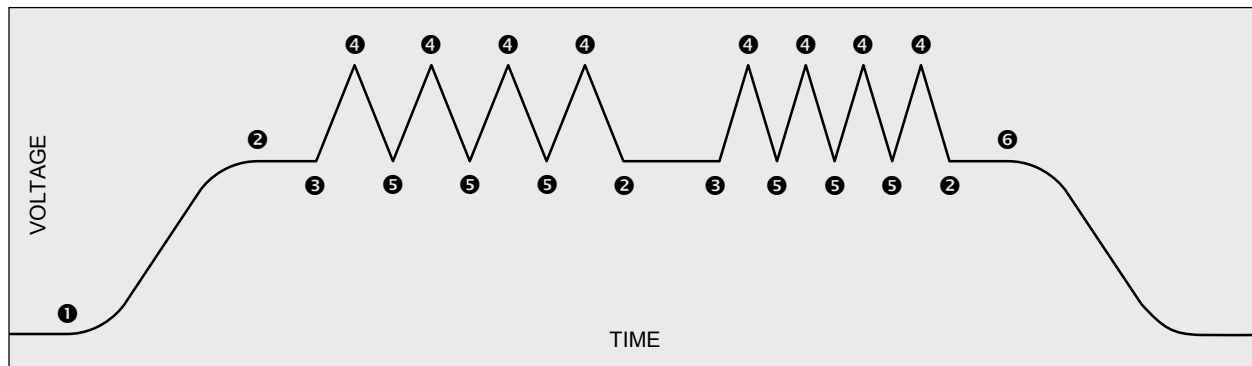 ❹ ❹ ❹ ❹ ❹ ❹ ❹ ❹
❷ ❻
❸ ❺ ❺ ❺ ❷ ❸ ❺ ❺ ❺ ❷
VOLTAGE
❶
TIME